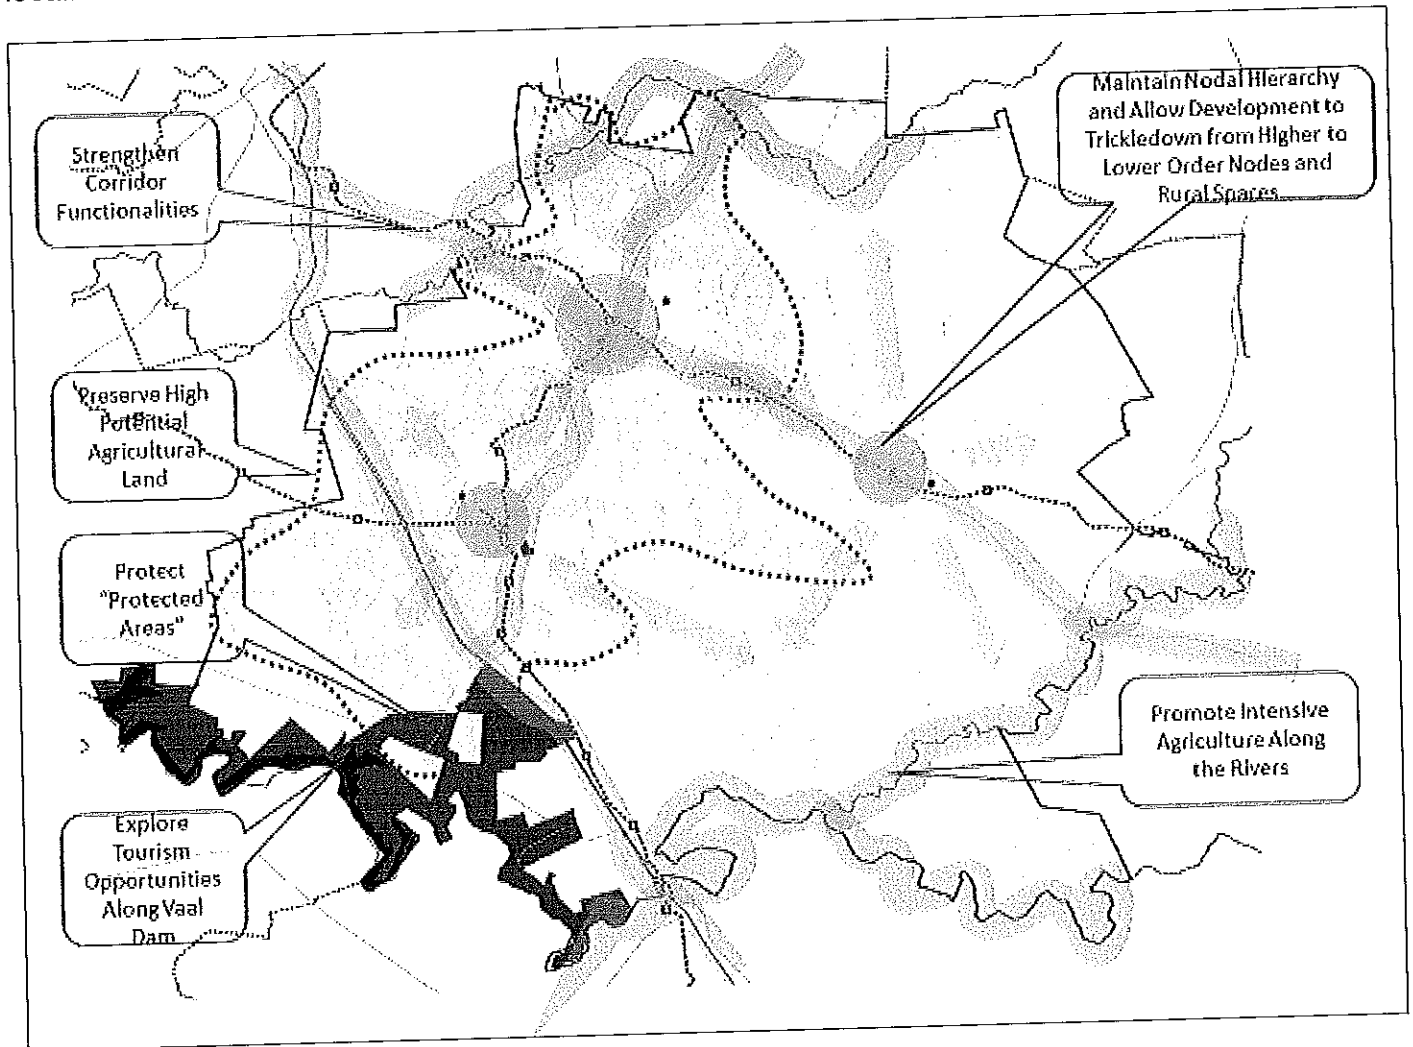 Strengthen
Corridor
Functionalities
Maintain Nodal Hierarchy
and Allow Development to
Trickledown from Higher to
Lower Order Nodes and
Rural Spaces
Preserve High
Potential
Agricultural
Land
Protect
"Protected
Areas"
Promote Intensive
Agriculture Along
the Rivers
Explore
Tourism
Opportunities
Along Vaal
Dam